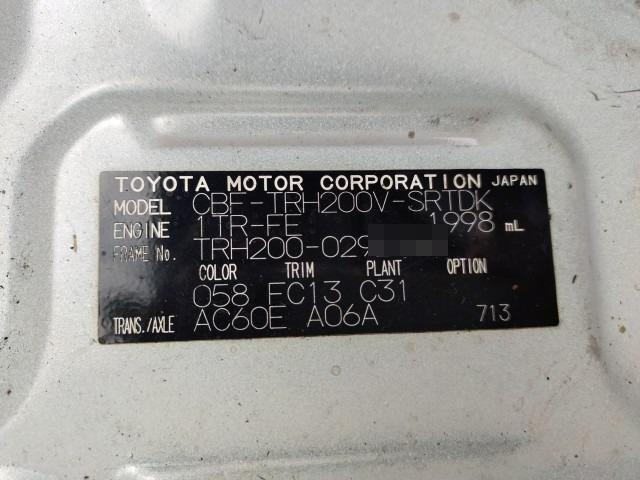 TOYOTA MOTOR CORPORATION JAPAN
MODEL CBF-TRH200V-SRTDK
ENGINE 1TR-FE 1998 mL
FRAME No. TRH200-029
COLOR TRIM PLANT OPTION
058 FC13 C31
TRANS./AXLE AC60E A06A 713